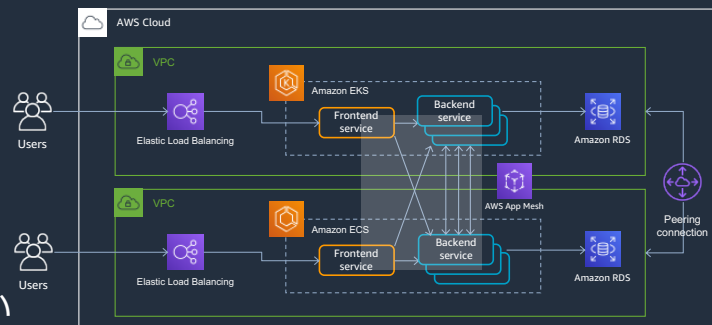 AWS Cloud
VPC
Amazon EKS
Users
Elastic Load Balancing
Frontend
service
Backend
service
Amazon RDS
AWS App Mesh
Peering
connection
VPC
Amazon ECS
Users
Elastic Load Balancing
Frontend
service
Backend
service
Amazon RDS
)